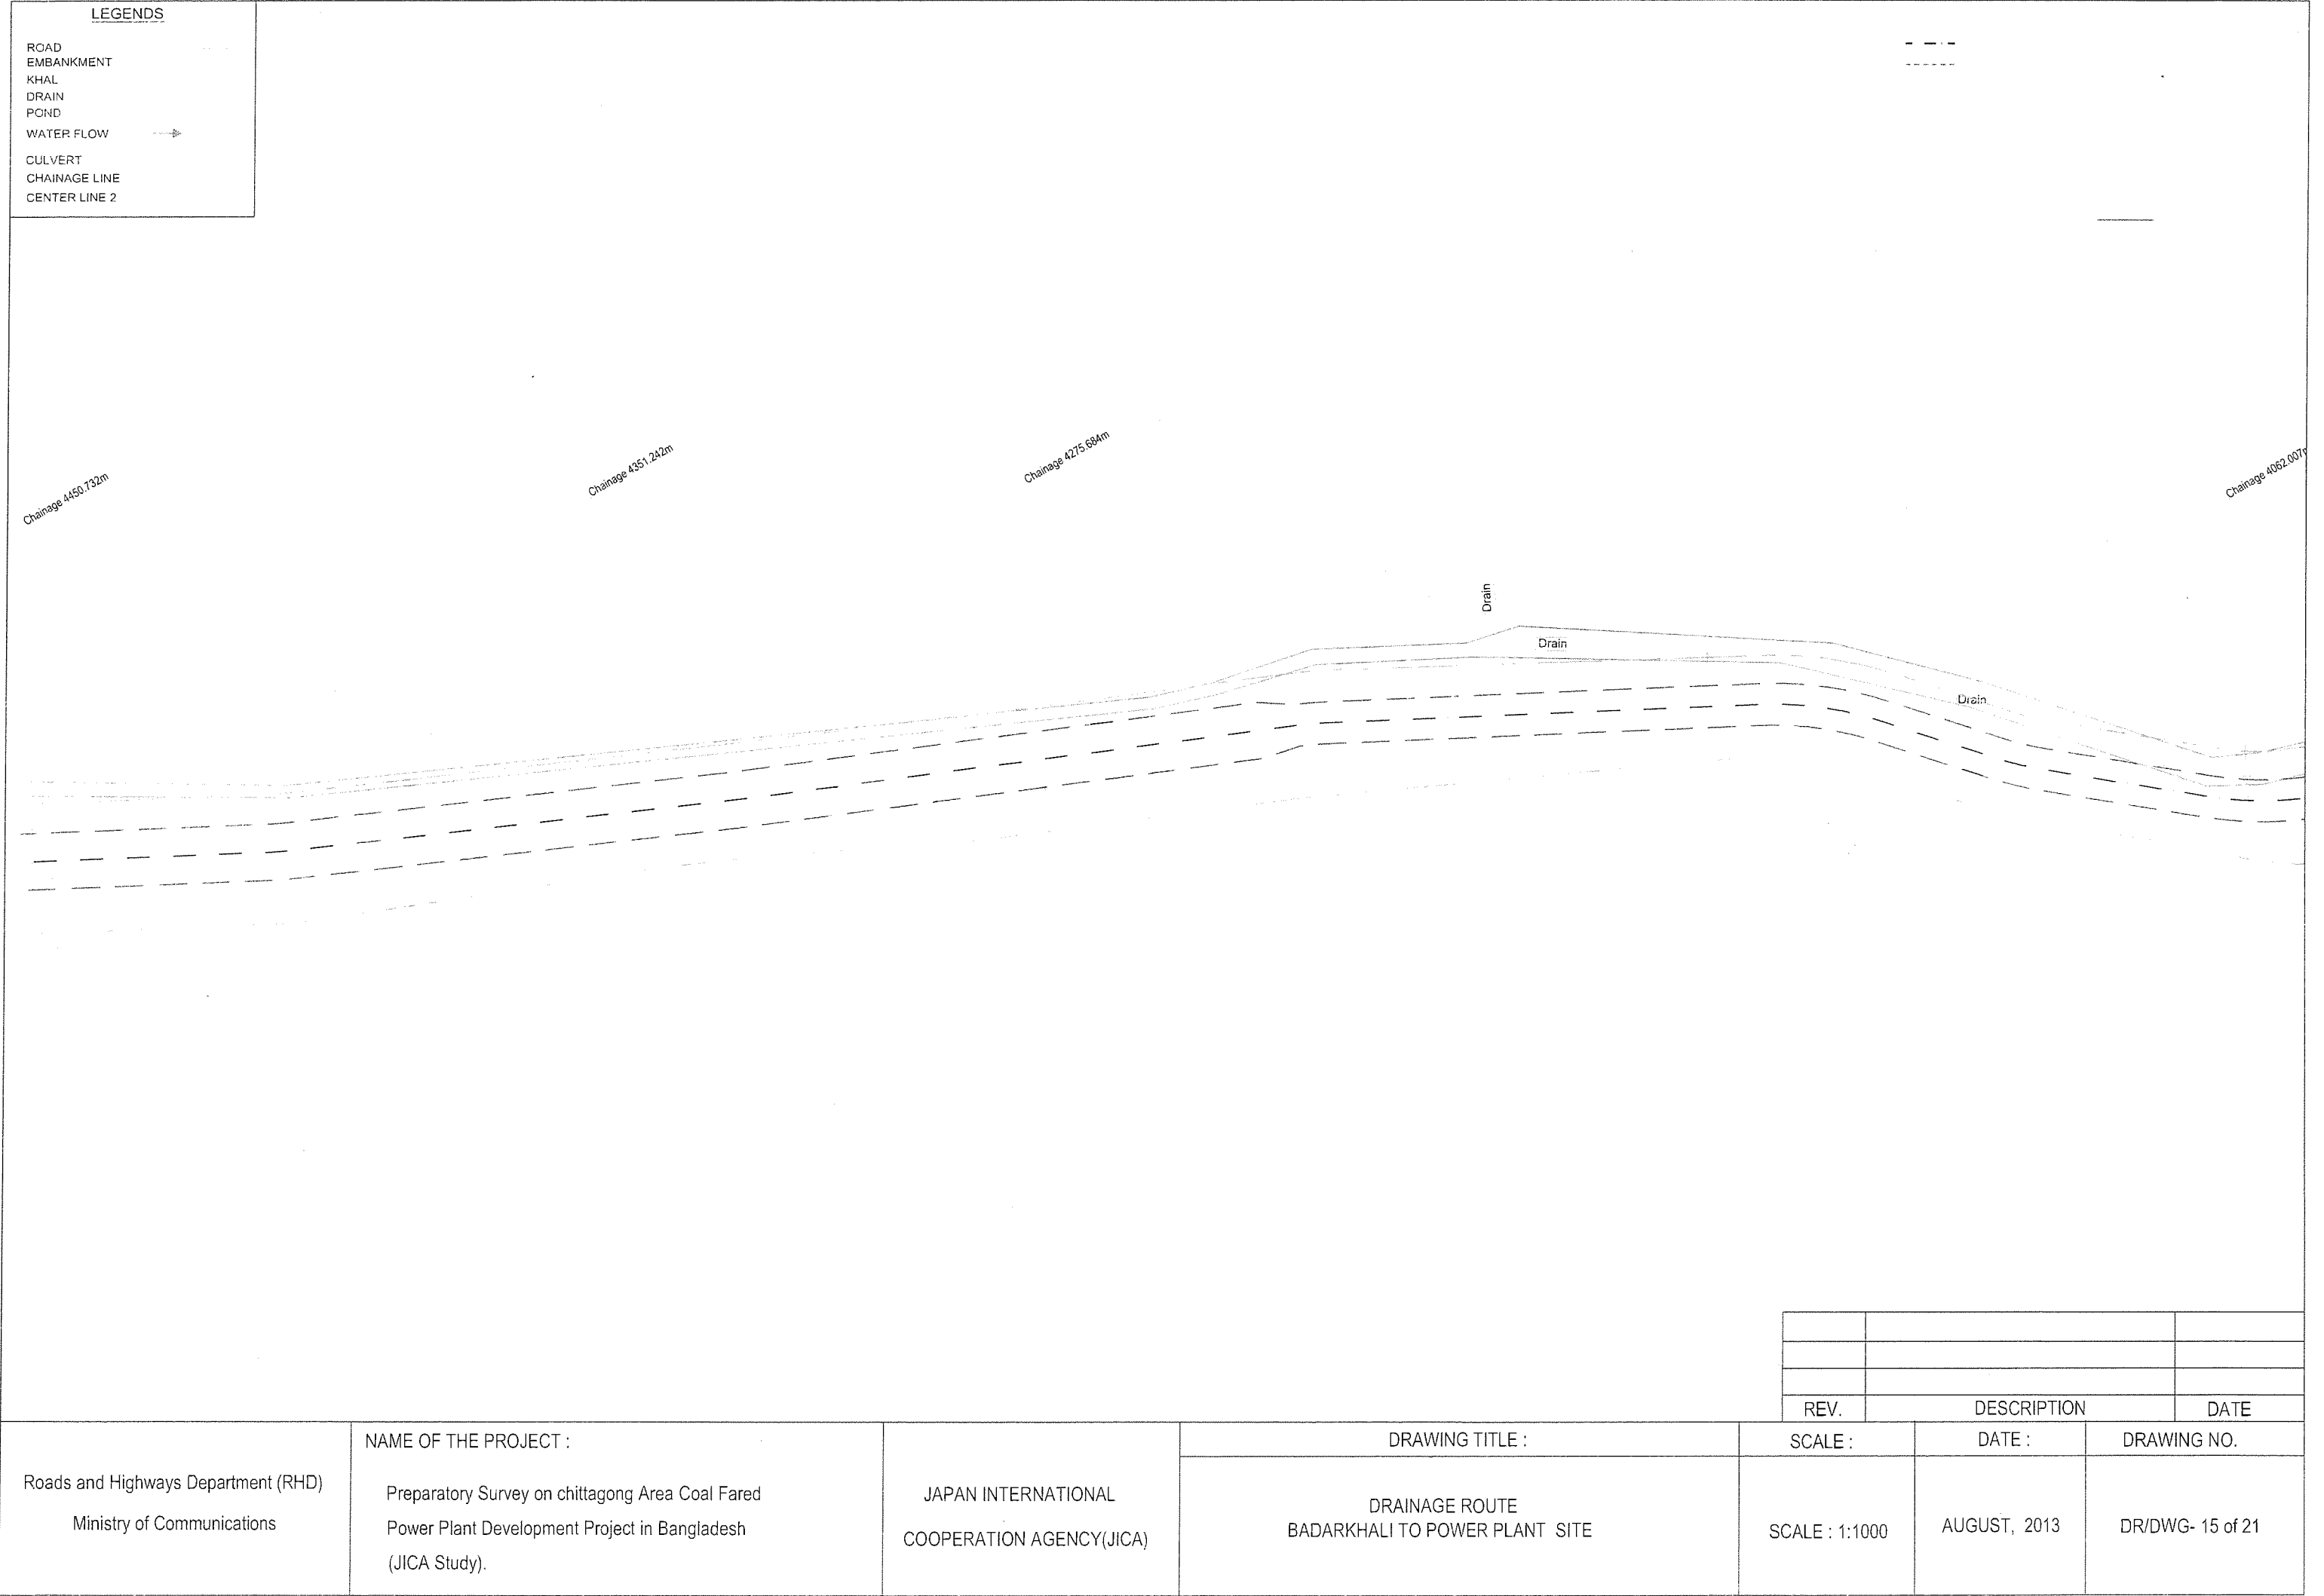 LEGENDS
ROAD
EMBANKMENT
KHAL
DRAIN
POND
WATER FLOW
CULVERT
CHAINAGE LINE
CENTER LINE 2
Chainage 4450.732m
Chainage 4351.242m
Chainage 4275.684m
Chainage 4062.007m
Drain
Drain
Drain
REV.
DESCRIPTION
DATE
Roads and Highways Department (RHD)
Ministry of Communications
NAME OF THE PROJECT :
Preparatory Survey on chittagong Area Coal Fared
Power Plant Development Project in Bangladesh
(JICA Study).
JAPAN INTERNATIONAL
COOPERATION AGENCY(JICA)
DRAWING TITLE :
DRAINAGE ROUTE
BADARKHALI TO POWER PLANT SITE
SCALE :
SCALE : 1:1000
DATE :
AUGUST, 2013
DRAWING NO.
DR/DWG- 15 of 21